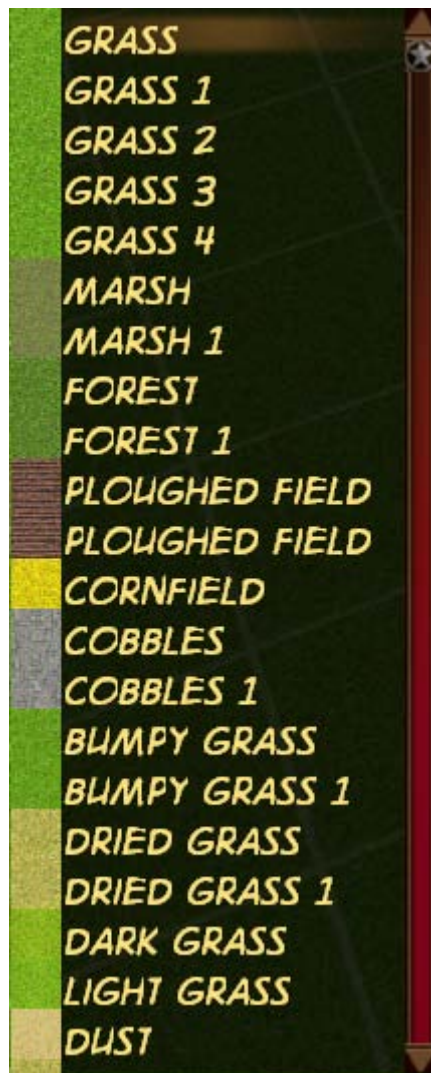 GRASS
GRASS 1
GRASS 2
GRASS 3
GRASS 4
MARSH
MARSH 1
FOREST
FOREST 1
PLOUGHED FIELD
PLOUGHED FIELD
CORNFIELD
COBBLES
COBBLES 1
BUMPY GRASS
BUMPY GRASS 1
DRIED GRASS
DRIED GRASS 1
DARK GRASS
LIGHT GRASS
DUST